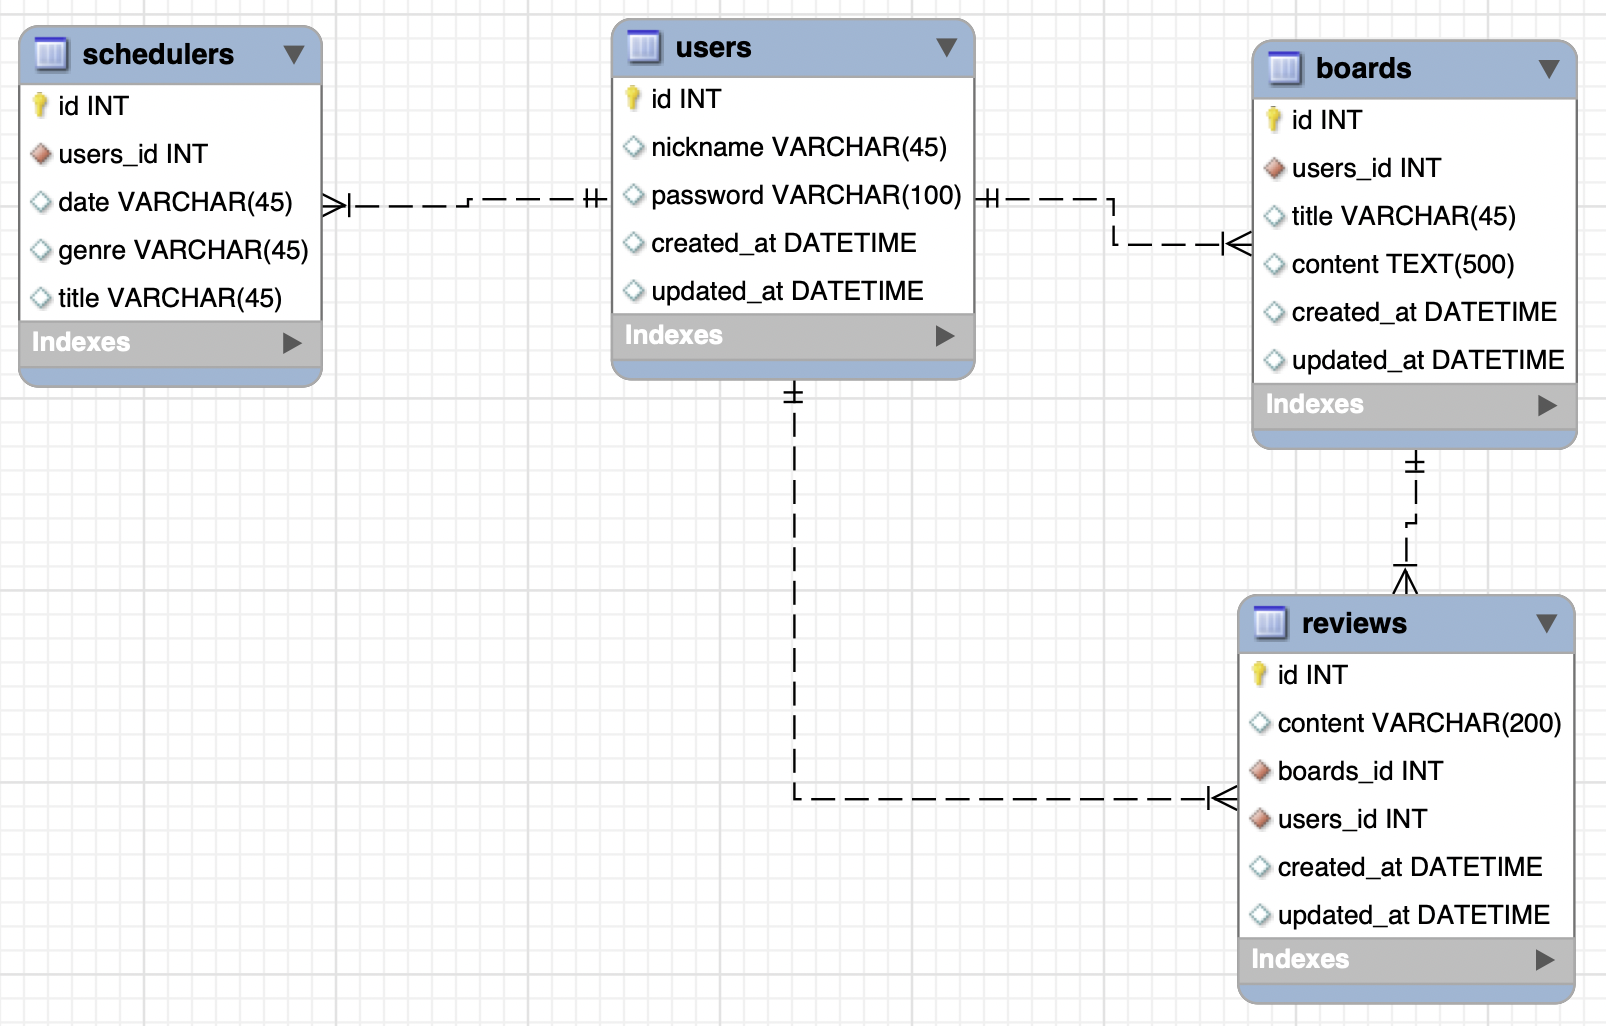 schedulers
id INT
users_id INT
date VARCHAR(45)
genre VARCHAR(45)
title VARCHAR(45)
Indexes
users
id INT
nickname VARCHAR(45)
password VARCHAR(100)
created_at DATETIME
updated_at DATETIME
Indexes
boards
id INT
users_id INT
title VARCHAR(45)
content TEXT(500)
created_at DATETIME
updated_at DATETIME
Indexes
reviews
id INT
content VARCHAR(200)
boards_id INT
users_id INT
created_at DATETIME
updated_at DATETIME
Indexes